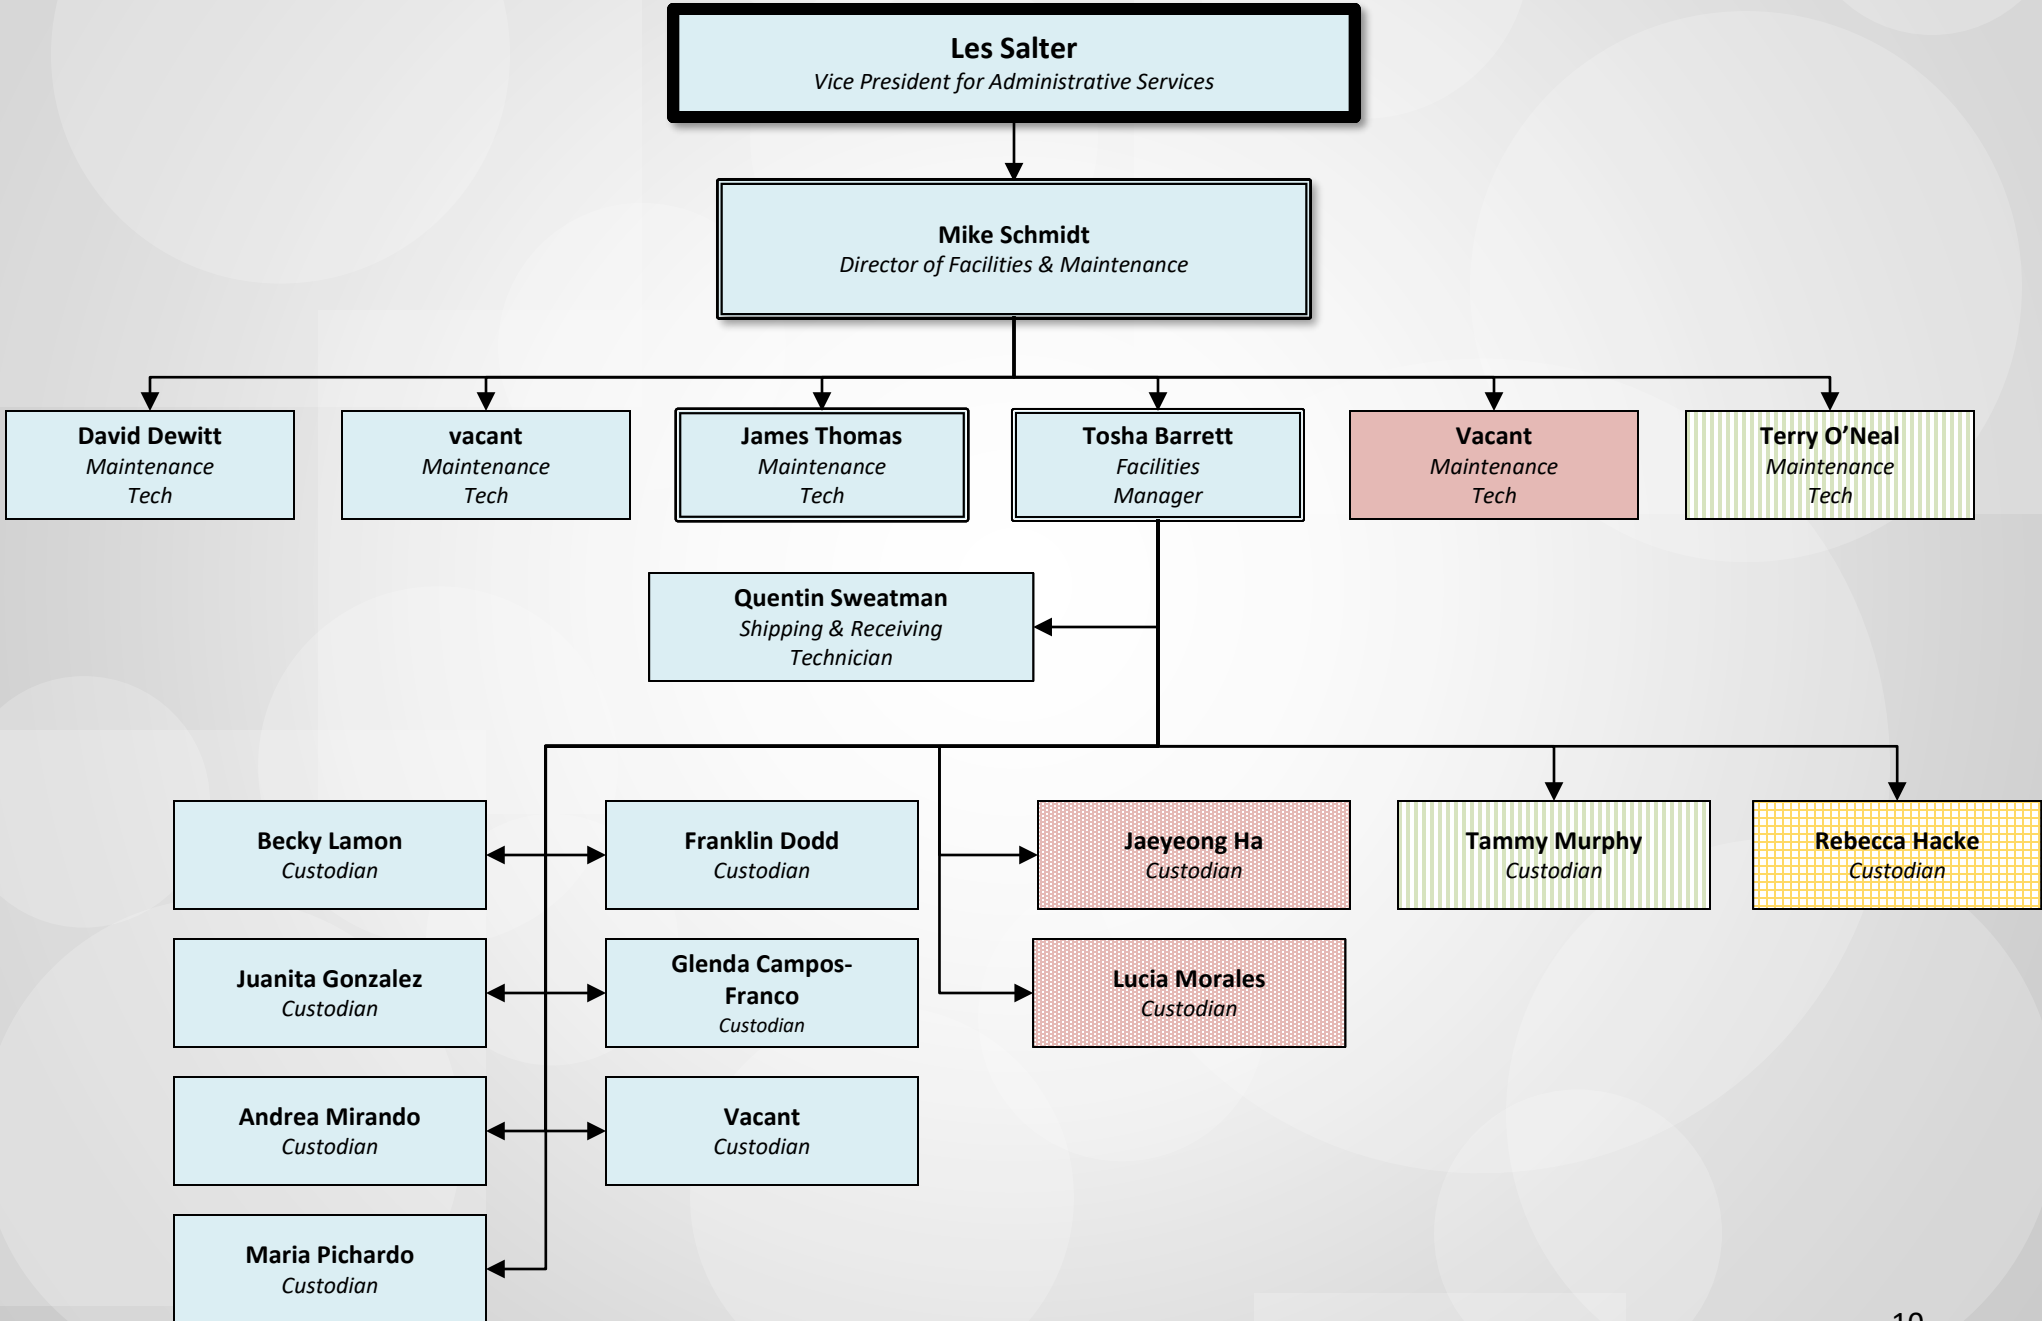 Les Salter
Vice President for Administrative Services
Mike Schmidt
Director of Facilities & Maintenance
David Dewitt
Maintenance
Tech
vacant
Maintenance
Tech
James Thomas
Maintenance
Tech
Tosha Barrett
Facilities
Manager
Vacant
Maintenance
Tech
Terry O’Neal
Maintenance
Tech
Quentin Sweatman
Shipping & Receiving
Technician
Becky Lamon
Custodian
Franklin Dodd
Custodian
Jaeyeong Ha
Custodian
Tammy Murphy
Custodian
Rebecca Hacke
Custodian
Juanita Gonzalez
Custodian
Glenda Campos-
Franco
Custodian
Lucia Morales
Custodian
Andrea Mirando
Custodian
Vacant
Custodian
Maria Pichardo
Custodian
10